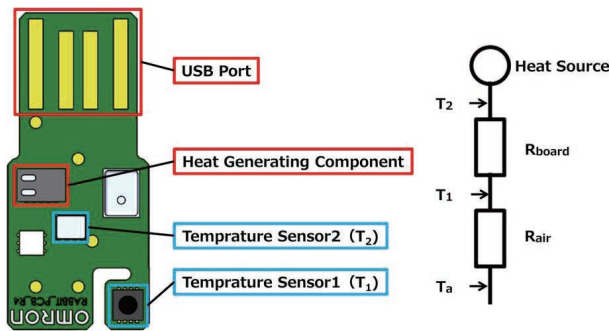 USB Port
Heat Generating Component
Temprature Sensor2 (T₂)
Temprature Sensor1 (T₁)
OMRON
RABBIT_PCB_R4
Heat Source
T₂
Rboard
T₁
Rair
Ta